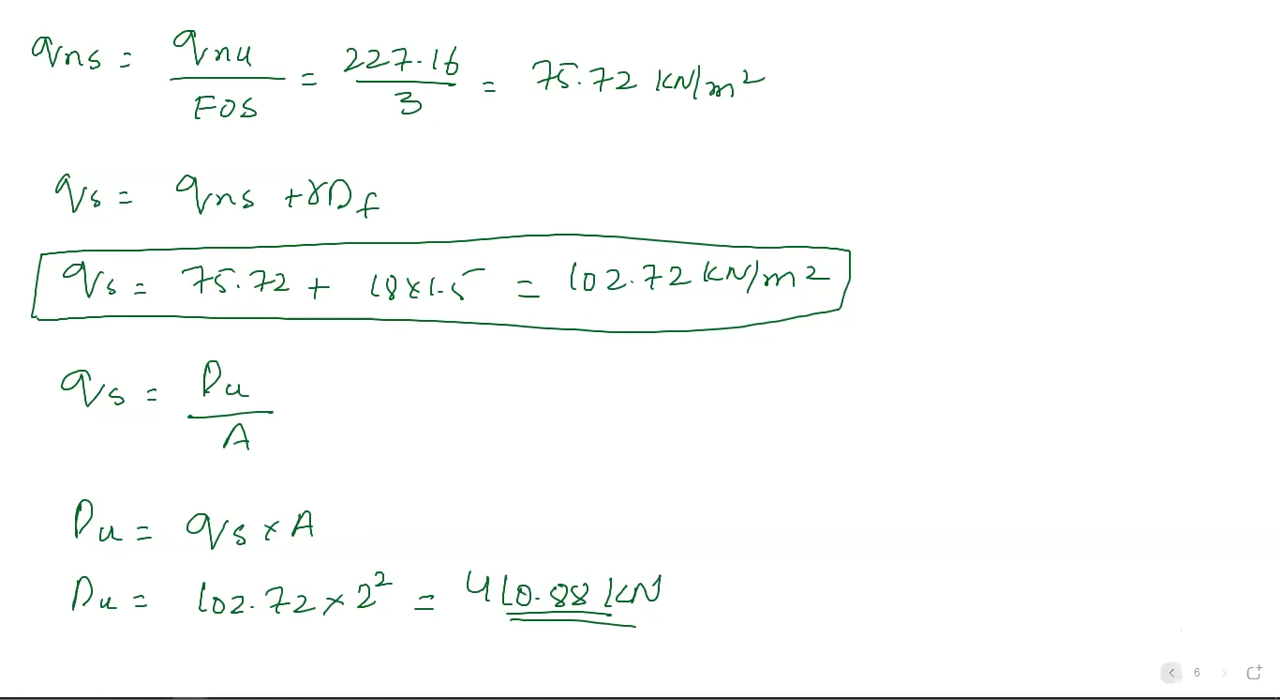 qns = qnu / FOS = 227.16 / 3 = 75.72 KN/m²
qs = qns + γDf
qs = 75.72 + 18×1.5 = 102.72 KN/m²
qs = Pu / A
Pu = qs × A
Pu = 102.72 × 2² = 410.88 KN
6